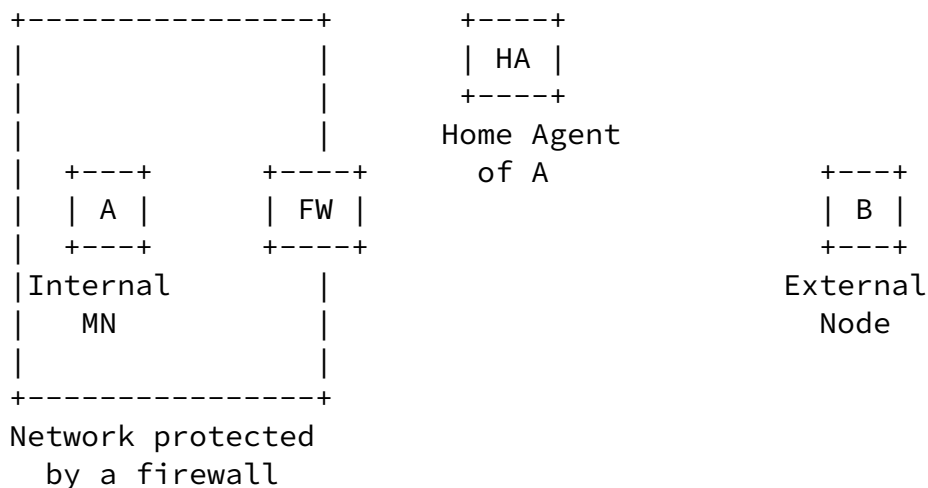 +----------------+       +----+
|                |       | HA |
|                |       +----+
|                |      Home Agent
|  +---+      +----+      of A               +---+
|  | A |      | FW |                         | B |
|  +---+      +----+                         +---+
|Internal        |                         External
|   MN           |                           Node
|                |
+----------------+
Network protected
by a firewall